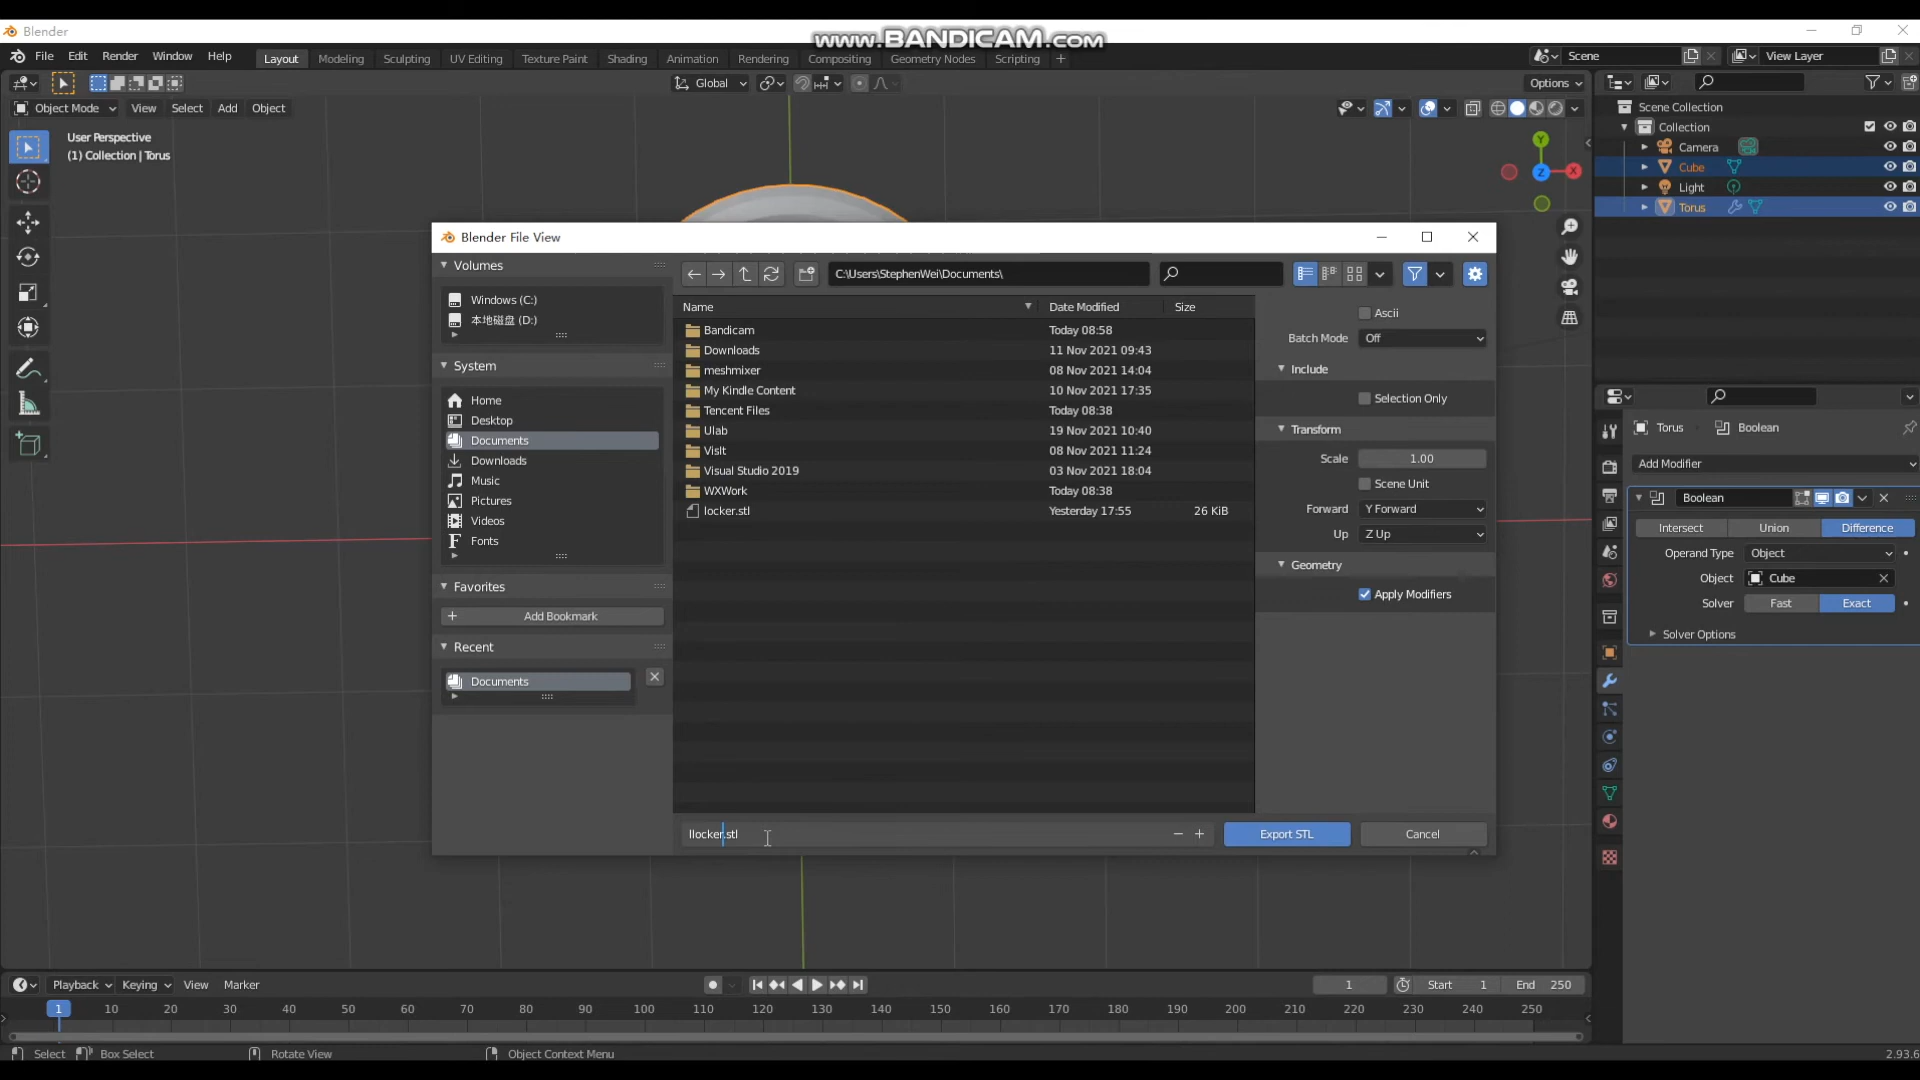 www.BANDICAM.com
Blender
File Edit Render Window Help Layout Modeling Sculpting UV Editing Texture Paint Shading Animation Rendering Compositing Geometry Nodes Scripting + Scene View Layer
Global Options
Object Mode View Select Add Object
User Perspective
(1) Collection | Torus
Y
X
Z
Scene Collection
Collection
Camera
Cube
Light
Torus
Blender File View
Volumes
Windows (C:)
本地磁盘 (D:)
System
Home
Desktop
Documents
Downloads
Music
Pictures
Videos
Fonts
Favorites
Add Bookmark
Recent
Documents
C:\Users\StephenWei\Documents\
Name Date Modified Size
Bandicam Today 08:58
Downloads 11 Nov 2021 09:43
meshmixer 08 Nov 2021 14:04
My Kindle Content 10 Nov 2021 17:35
Tencent Files Today 08:38
Ulab 19 Nov 2021 10:40
VisIt 08 Nov 2021 11:24
Visual Studio 2019 03 Nov 2021 18:04
WXWork Today 08:38
locker.stl Yesterday 17:55 26 KiB
Ascii
Batch Mode Off
Include
Selection Only
Transform
Scale 1.00
Scene Unit
Forward Y Forward
Up Z Up
Geometry
Apply Modifiers
llocker.stl
Export STL Cancel
Torus Boolean
Add Modifier
Boolean
Intersect Union Difference
Operand Type Object
Object Cube
Solver Fast Exact
Solver Options
Playback Keying View Marker 1 Start 1 End 250
1 10 20 30 40 50 60 70 80 90 100 110 120 130 140 150 160 170 180 190 200 210 220 230 240 250
Select Box Select Rotate View Object Context Menu 2.93.6